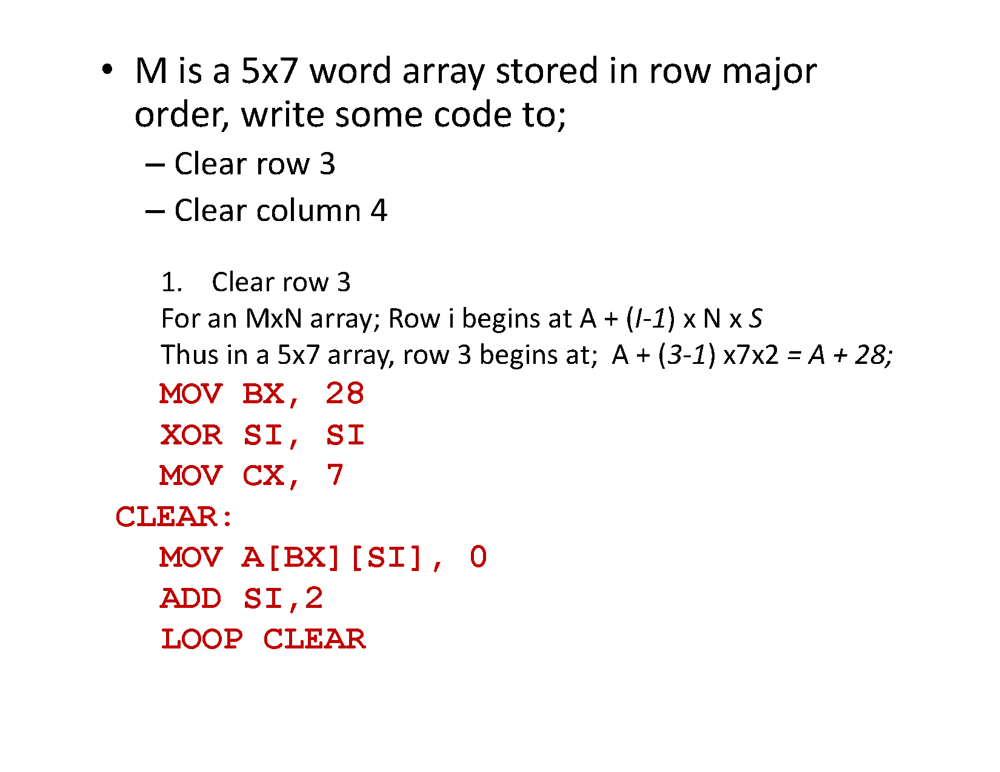 • M is a 5x7 word array stored in row major
order, write some code to;
– Clear row 3
– Clear column 4
1. Clear row 3
For an MxN array; Row i begins at A + (I-1) x N x S
Thus in a 5x7 array, row 3 begins at; A + (3-1) x7x2 = A + 28;
MOV BX, 28
XOR SI, SI
MOV CX, 7
CLEAR:
MOV A[BX][SI], 0
ADD SI,2
LOOP CLEAR